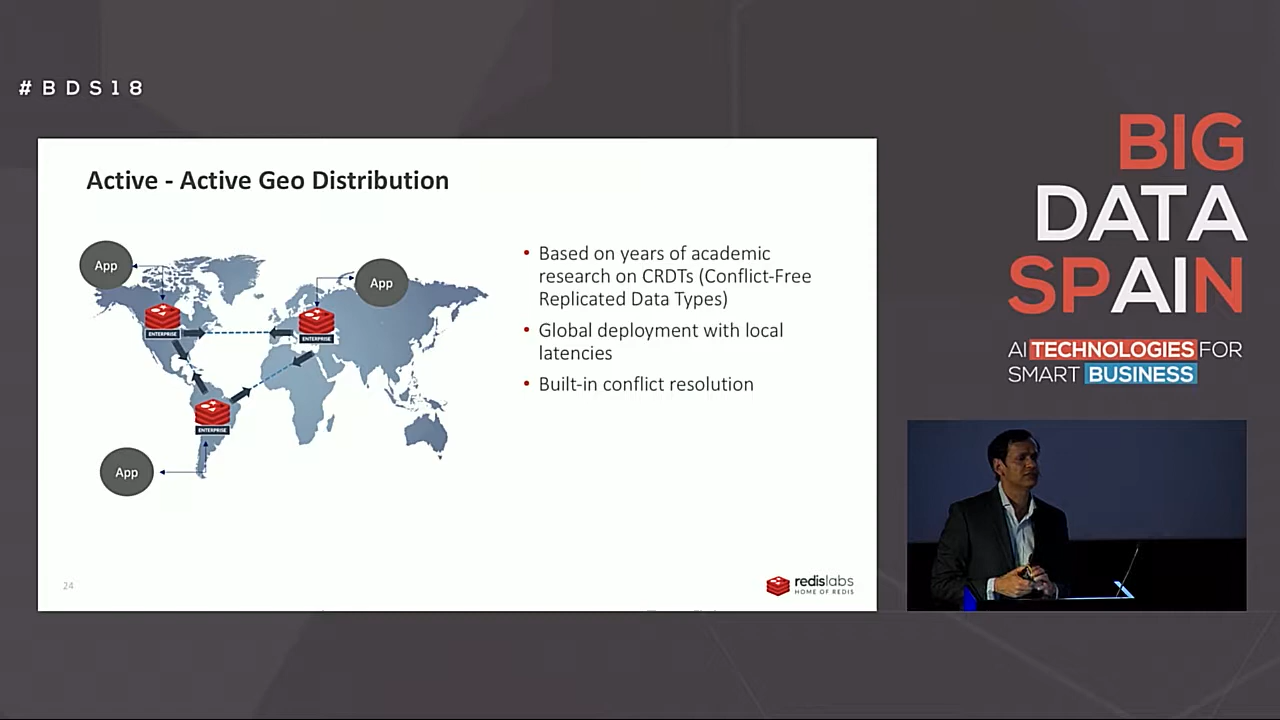 #BDS18
Active - Active Geo Distribution
App
App
ENTERPRISE
ENTERPRISE
ENTERPRISE
App
• Based on years of academic
research on CRDTs (Conflict-Free
Replicated Data Types)
• Global deployment with local
latencies
• Built-in conflict resolution
24
redislabs
HOME OF REDIS
BIG
DATA
SPAIN
AI TECHNOLOGIES FOR
SMART BUSINESS